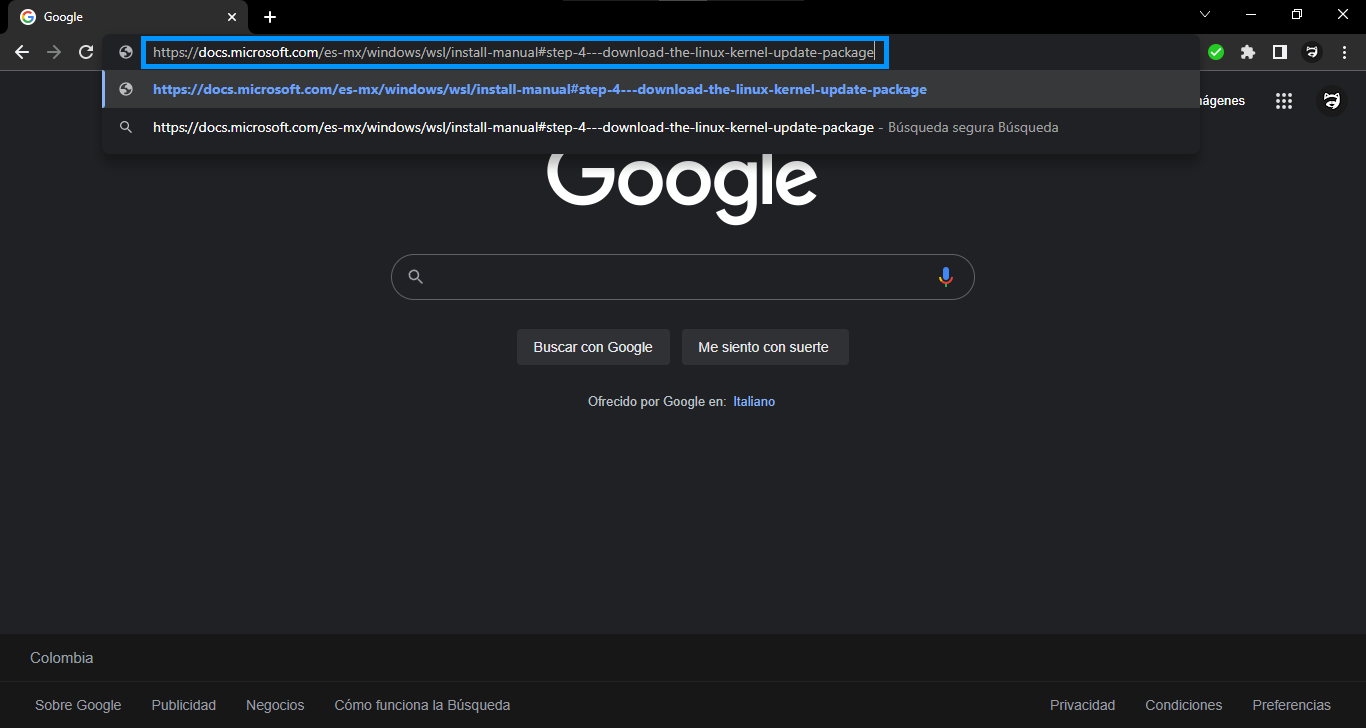 Google
https://docs.microsoft.com/es-mx/windows/wsl/install-manual#step-4---download-the-linux-kernel-update-package
https://docs.microsoft.com/es-mx/windows/wsl/install-manual#step-4---download-the-linux-kernel-update-package
https://docs.microsoft.com/es-mx/windows/wsl/install-manual#step-4---download-the-linux-kernel-update-package - Búsqueda segura Búsqueda
ágenes
Google
Buscar con Google Me siento con suerte
Ofrecido por Google en: Italiano
Colombia
Sobre Google Publicidad Negocios Cómo funciona la Búsqueda Privacidad Condiciones Preferencias